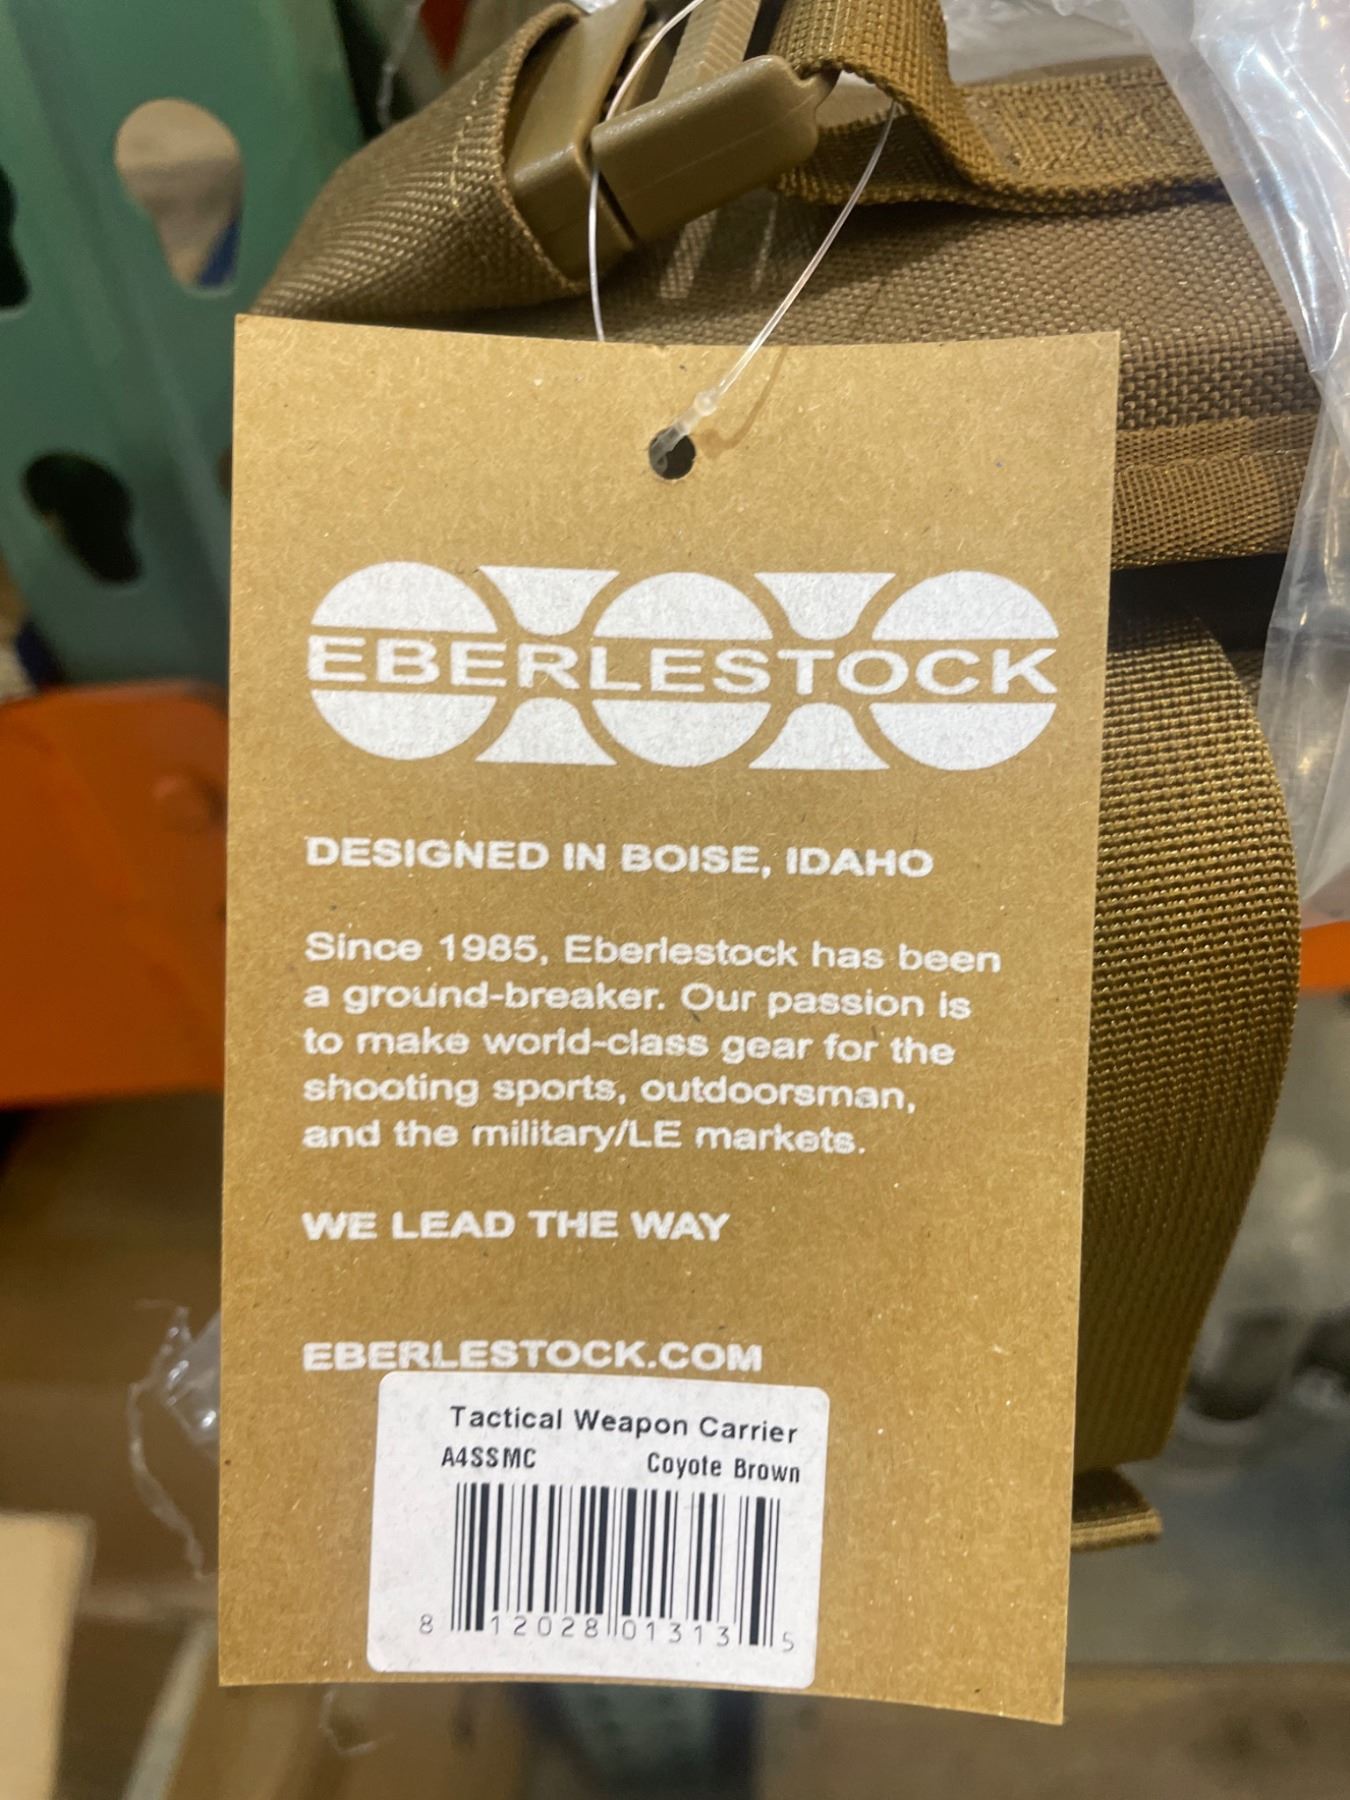 EBERLESTOCK
DESIGNED IN BOISE, IDAHO
Since 1985, Eberlestock has been
a ground-breaker. Our passion is
to make world-class gear for the
shooting sports, outdoorsman,
and the military/LE markets.
WE LEAD THE WAY
EBERLESTOCK.COM
Tactical Weapon Carrier
A4SSMC Coyote Brown
8 12028 01313 5